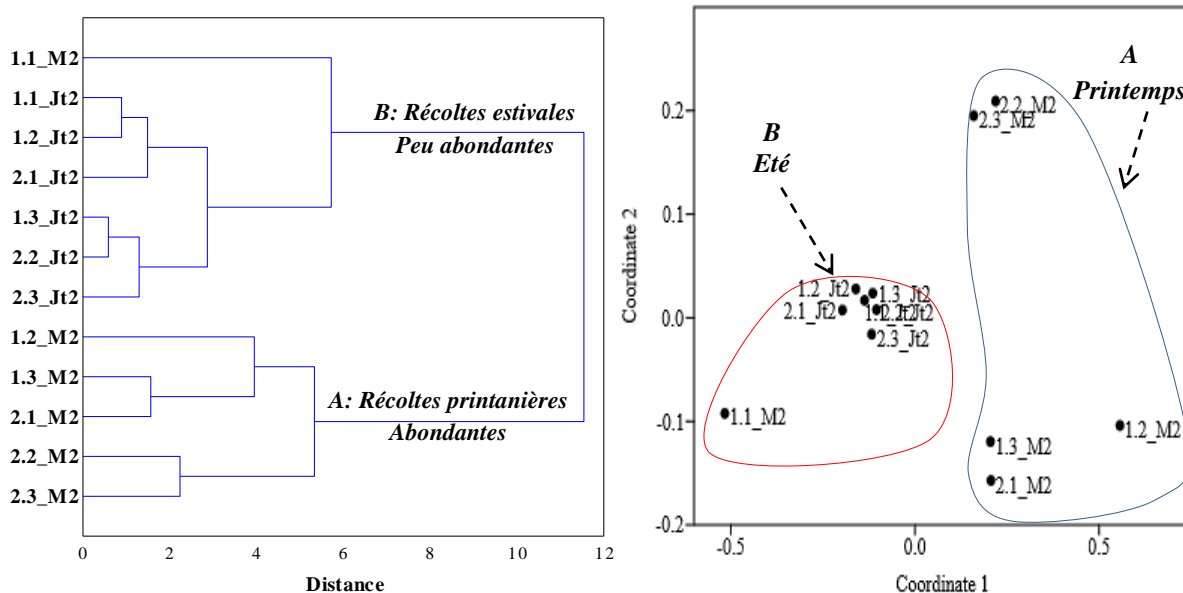 1.1_M2
1.1_Jt2
1.2_Jt2
2.1_Jt2
1.3_Jt2
2.2_Jt2
2.3_Jt2
1.2_M2
1.3_M2
2.1_M2
2.2_M2
2.3_M2
B: Récoltes estivales
Peu abondantes
A: Récoltes printanières
Abondantes
0 2 4 6 8 10 12
Distance
A
Printemps
B
Eté
2.2_M2
2.3_M2
1.2_Jt2
1.3_Jt2
2.1_Jt2
2.3_Jt2
1.1_M2
1.2_M2
1.3_M2
2.1_M2
0.2
0.1
0.0
-0.1
-0.2
Coordinate 2
-0.5 0.0 0.5
Coordinate 1